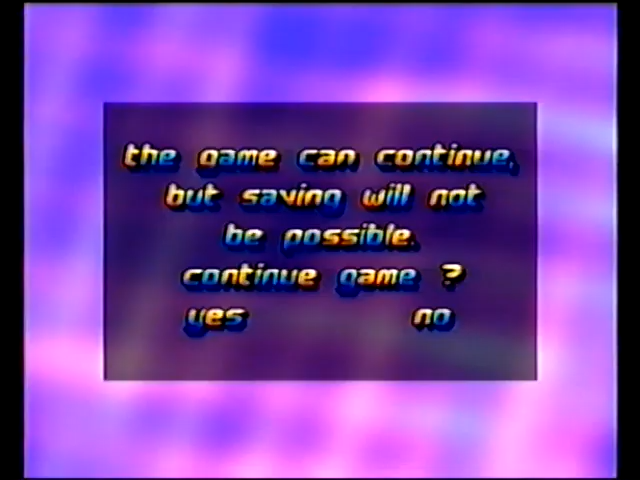 the game can continue,
but saving will not
be possible.
continue game ?
yes no